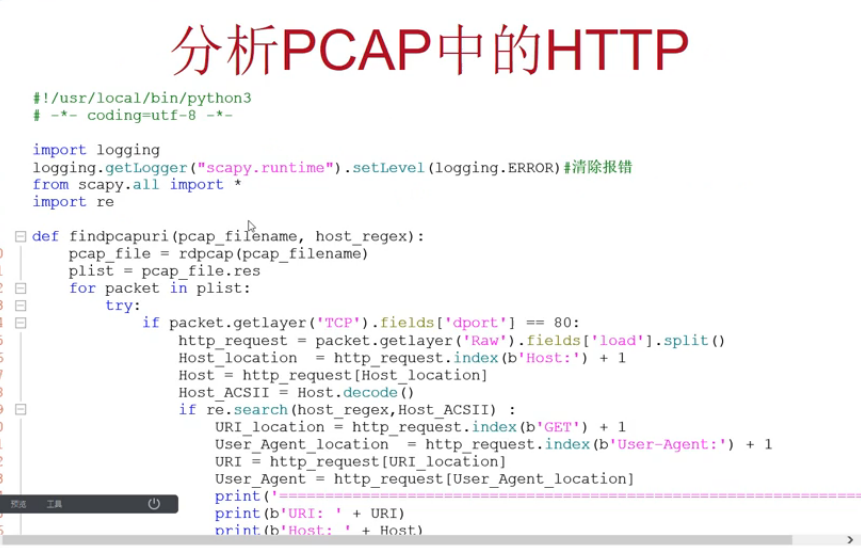 分析PCAP中的HTTP
#!/usr/local/bin/python3
# -*- coding=utf-8 -*-
import logging
logging.getLogger("scapy.runtime").setLevel(logging.ERROR)#清除报错
from scapy.all import *
import re
def findpcapuri(pcap_filename, host_regex):
    pcap_file = rdpcap(pcap_filename)
    plist = pcap_file.res
    for packet in plist:
        try:
            if packet.getlayer('TCP').fields['dport'] == 80:
                http_request = packet.getlayer('Raw').fields['load'].split()
                Host_location  = http_request.index(b'Host:') + 1
                Host = http_request[Host_location]
                Host_ACSII = Host.decode()
                if re.search(host_regex,Host_ACSII) :
                    URI_location = http_request.index(b'GET') + 1
                    User_Agent_location  = http_request.index(b'User-Agent:') + 1
                    URI = http_request[URI_location]
                    User_Agent = http_request[User_Agent_location]
                    print('================================================================
                    print(b'URI: ' + URI)
                    print(b'Host: ' + Host)
工具